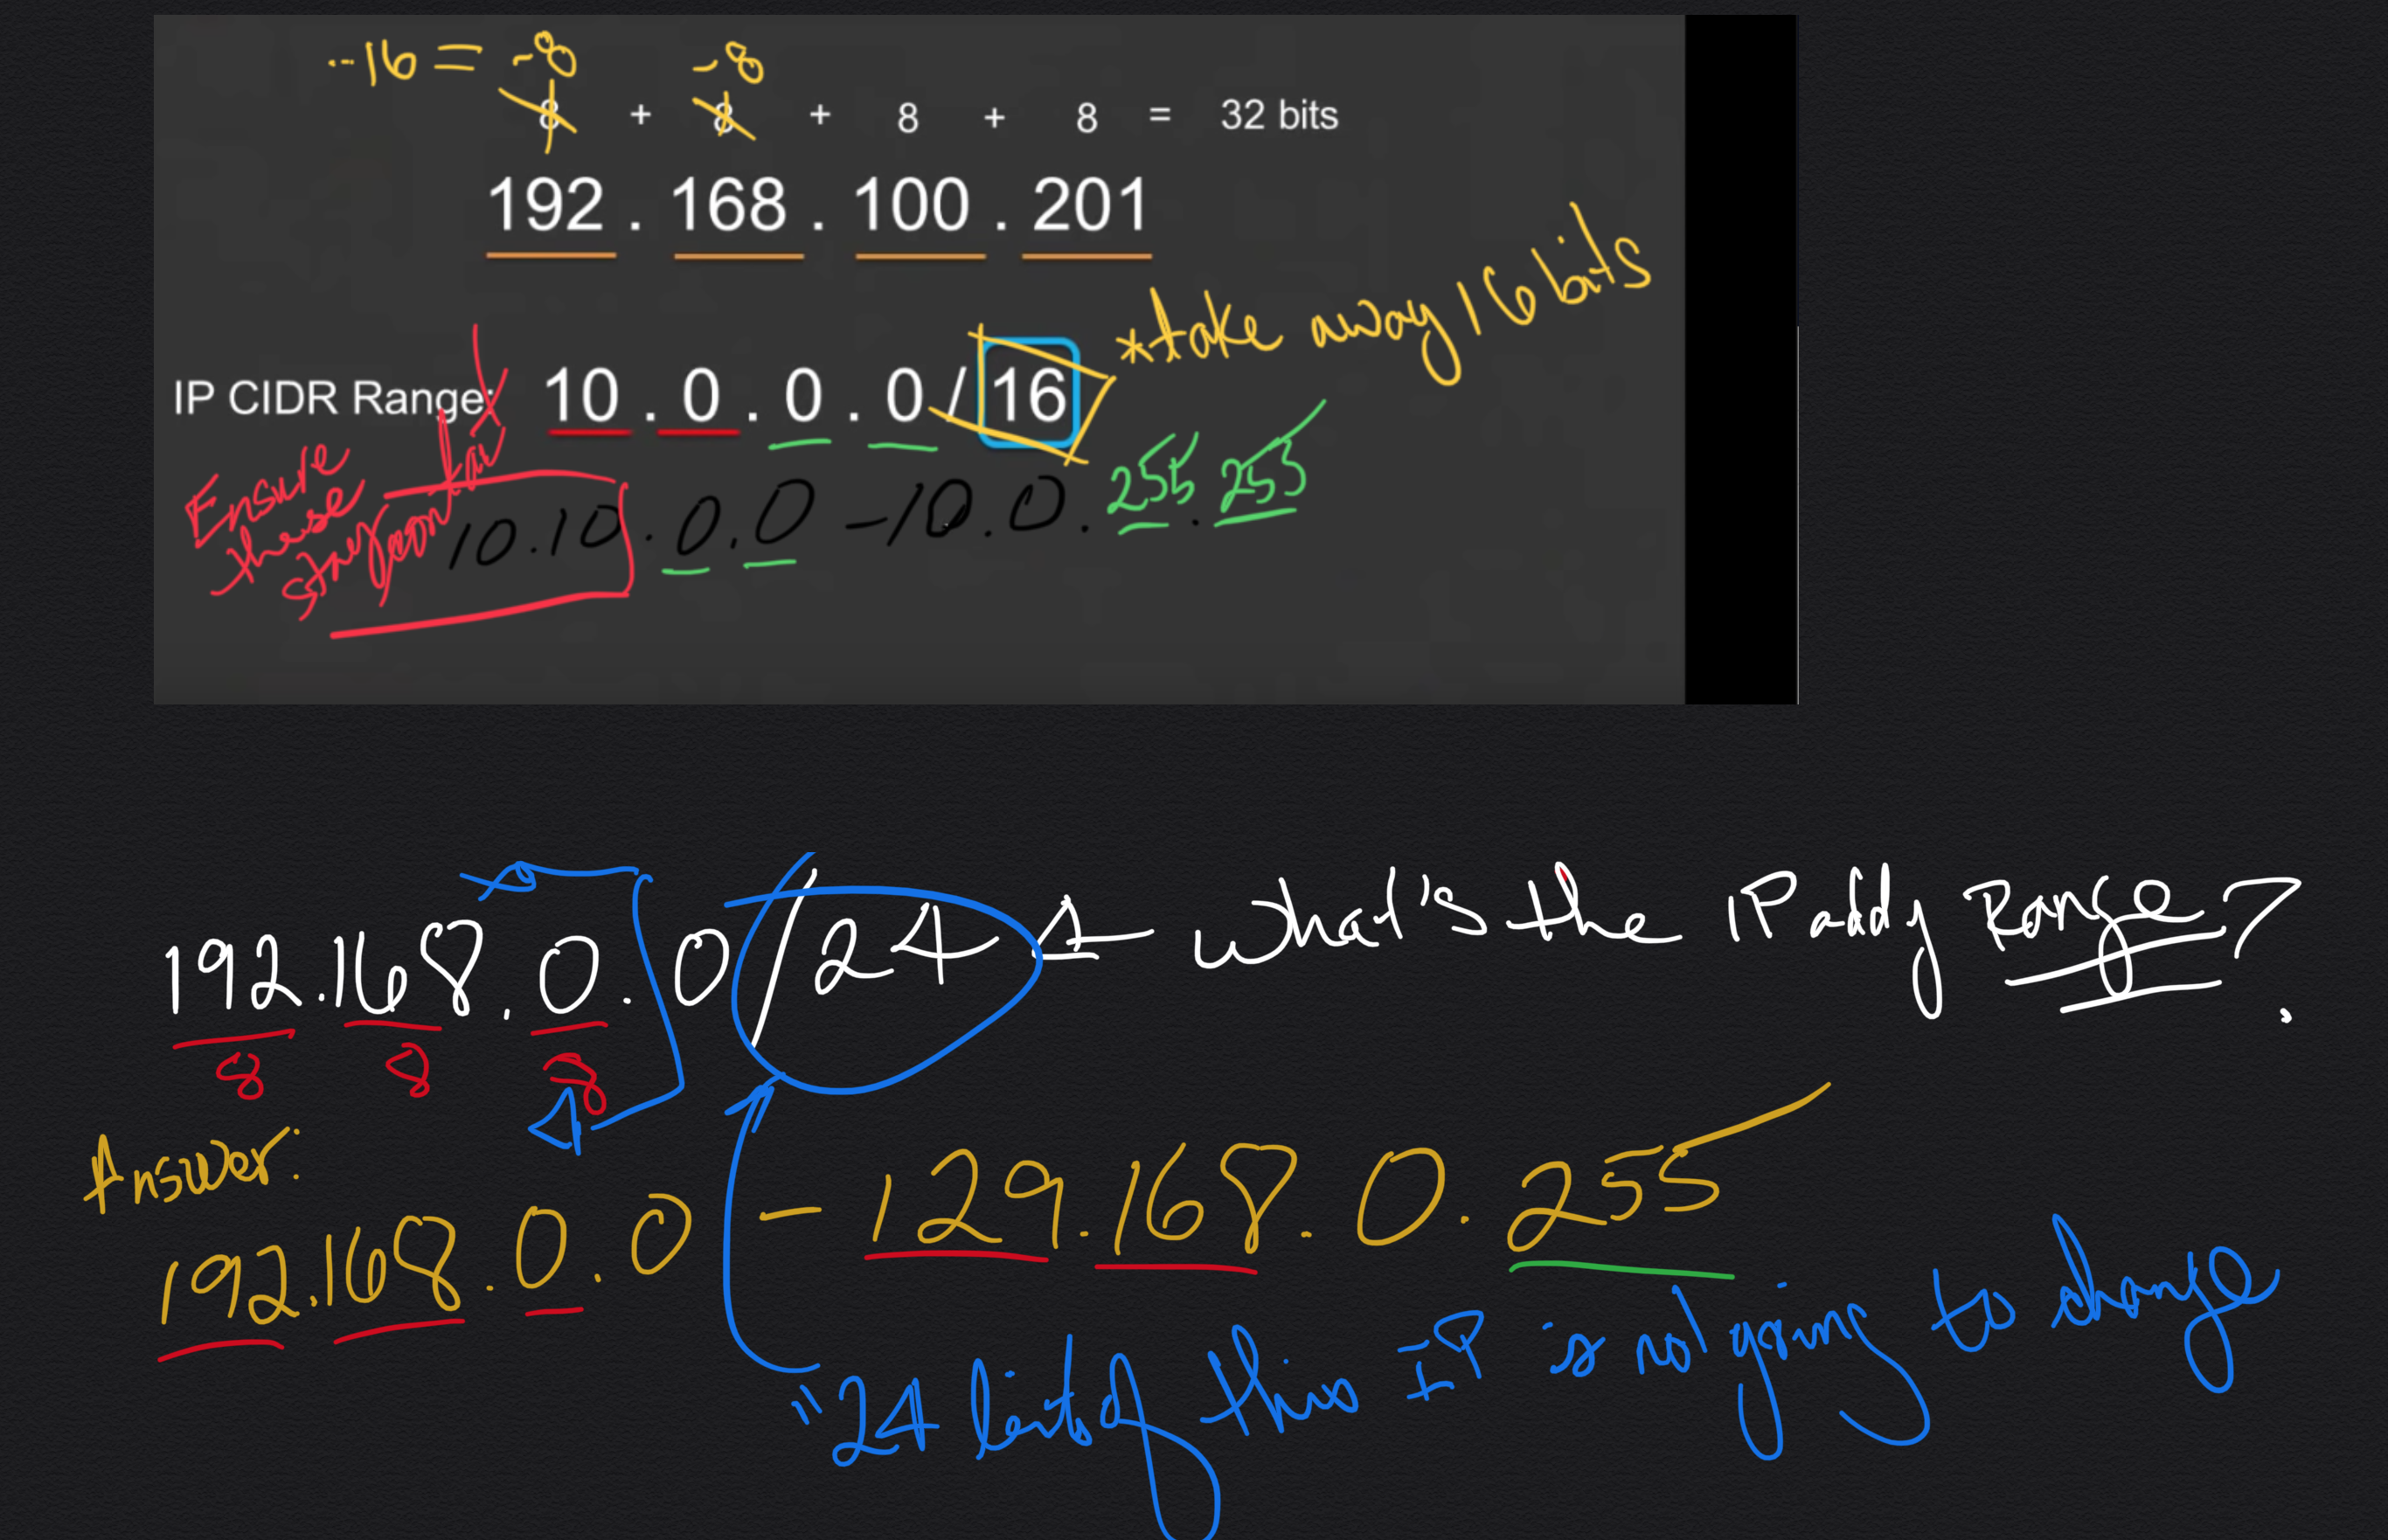 --16 = -8 -8
8 + 8 + 8 + 8 = 32 bits
192 . 168 . 100 . 201
*take away 16 bits
IP CIDR Range: 10 . 0 . 0 . 0 / 16
Ensure
these
stay
10.10.0.0 - 10.0.255.255
192.168.0.0/24 ← What's the IP addy Range?
8 8 8
Answer:
192.168.0.0 - 129.168.0.255
"24 bits of this IP is not going to change